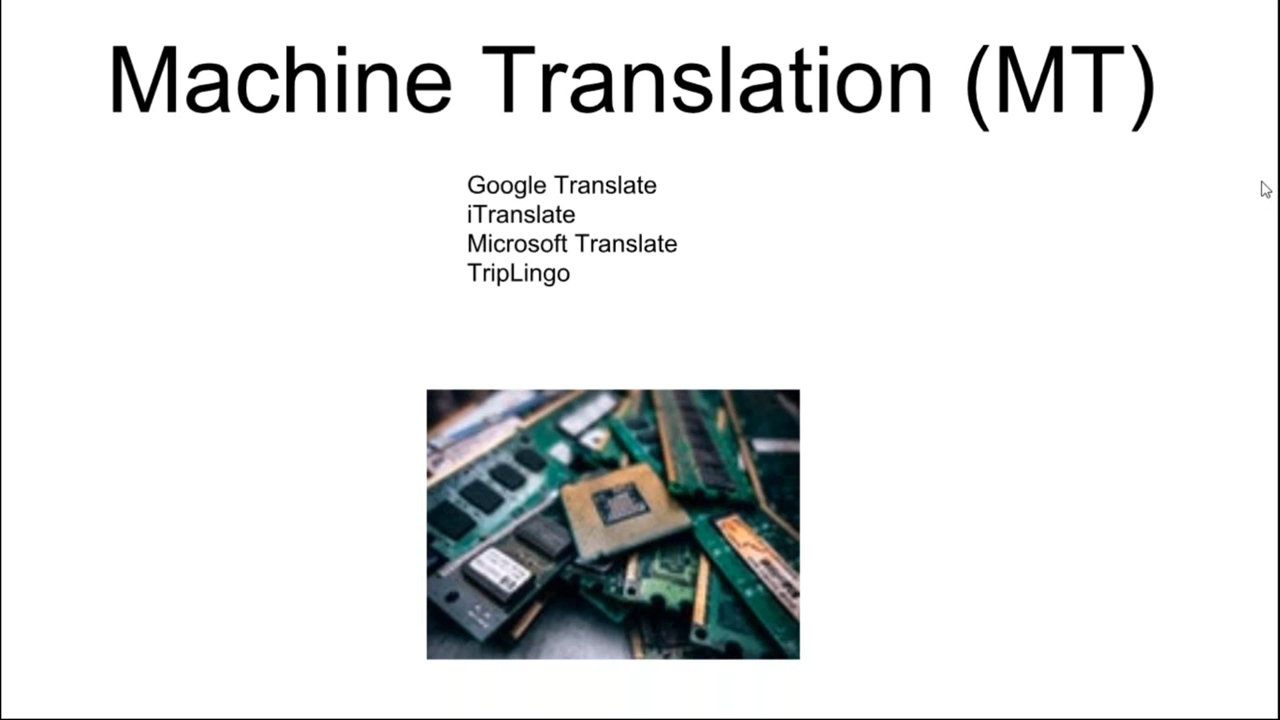 Machine Translation (MT)
Google Translate
iTranslate
Microsoft Translate
TripLingo